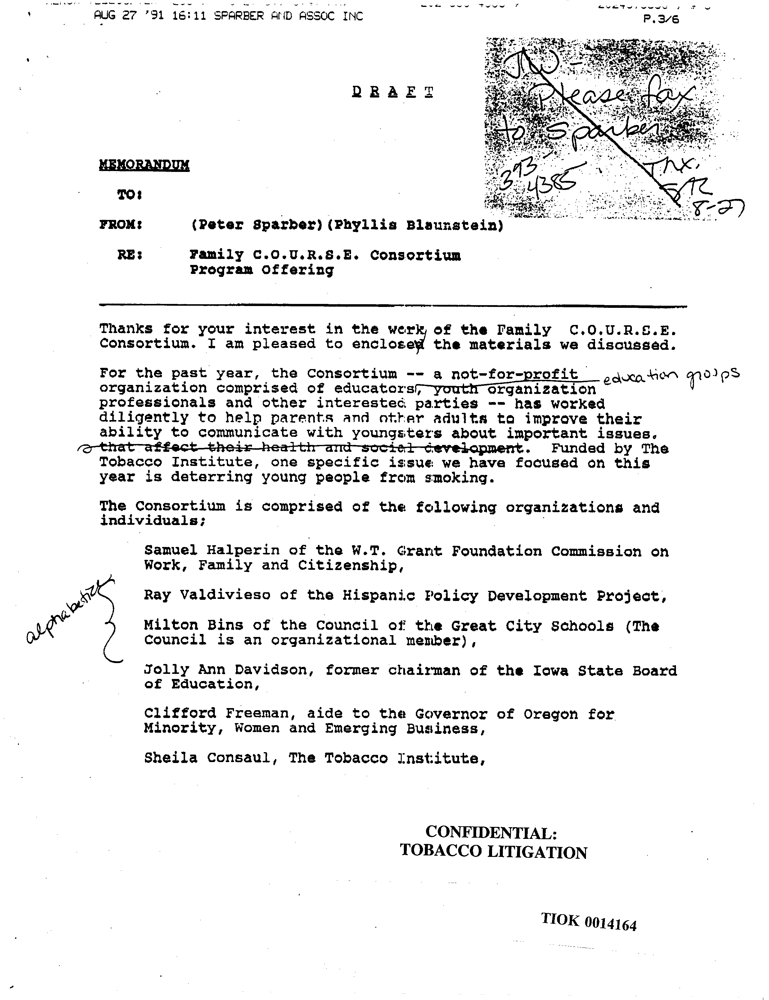 AUG 27 '91 16:11 SPARBER AND ASSOC INC
P.3/6
DRAFT
JW -
Please fax
to Sparber
393-
4385
Thx.
8-27
MEMORANDUM
TO:
FROM: (Peter Sparber)(Phyllis Blaunstein)
RE: Family C.O.U.R.S.E. Consortium
Program Offering
Thanks for your interest in the work of the Family C.O.U.R.S.E.
Consortium. I am pleased to enclosed the materials we discussed.
For the past year, the Consortium -- a not-for-profit education groups
organization comprised of educators, youth organization
professionals and other interested parties -- has worked
diligently to help parents and other adults to improve their
ability to communicate with youngsters about important issues.
that affect their health and social development. Funded by The
Tobacco Institute, one specific issue we have focused on this
year is deterring young people from smoking.
The Consortium is comprised of the following organizations and
individuals;
Samuel Halperin of the W.T. Grant Foundation Commission on
Work, Family and Citizenship,
alphabetize
Ray Valdivieso of the Hispanic Policy Development Project,
Milton Bins of the Council of the Great City Schools (The
Council is an organizational member),
Jolly Ann Davidson, former chairman of the Iowa State Board
of Education,
Clifford Freeman, aide to the Governor of Oregon for
Minority, Women and Emerging Business,
Sheila Consaul, The Tobacco Institute,
CONFIDENTIAL:
TOBACCO LITIGATION
TIOK 0014164